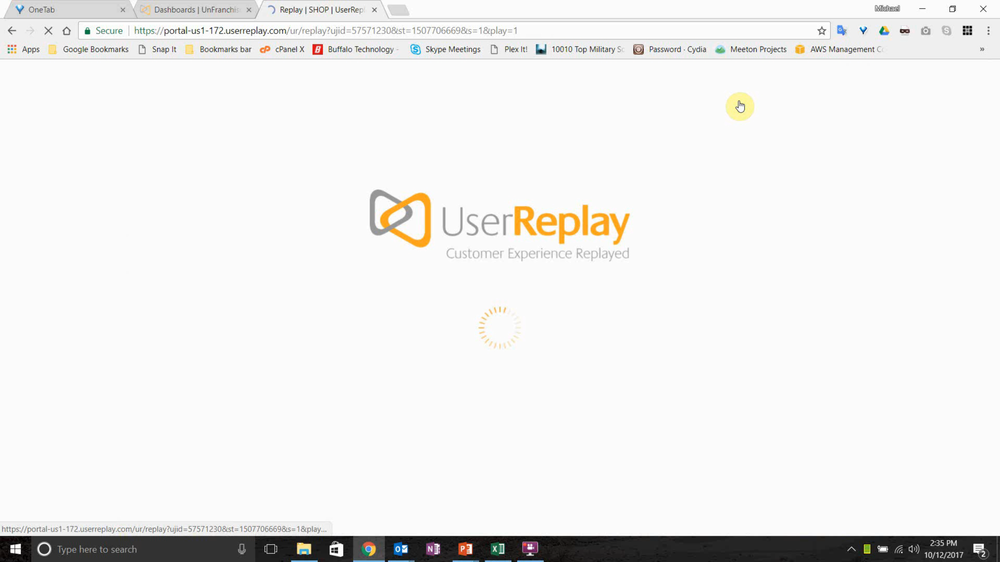 OneTab
Dashboards | UnFranchis
Replay | SHOP | UserRepl
Michael
Secure
https://portal-us1-172.userreplay.com/ur/replay?ujid=57571230&st=1507706669&s=1&play=1
Apps
Google Bookmarks
Snap It
Bookmarks bar
cPanel X
Buffalo Technology -
Skype Meetings
Plex It!
10010 Top Military Sc
Password · Cydia
Meeton Projects
AWS Management Co
»
UserReplay
Customer Experience Replayed
https://portal-us1-172.userreplay.com/ur/replay?ujid=57571230&st=1507706669&s=1&play...
Type here to search
2:35 PM
10/12/2017
2